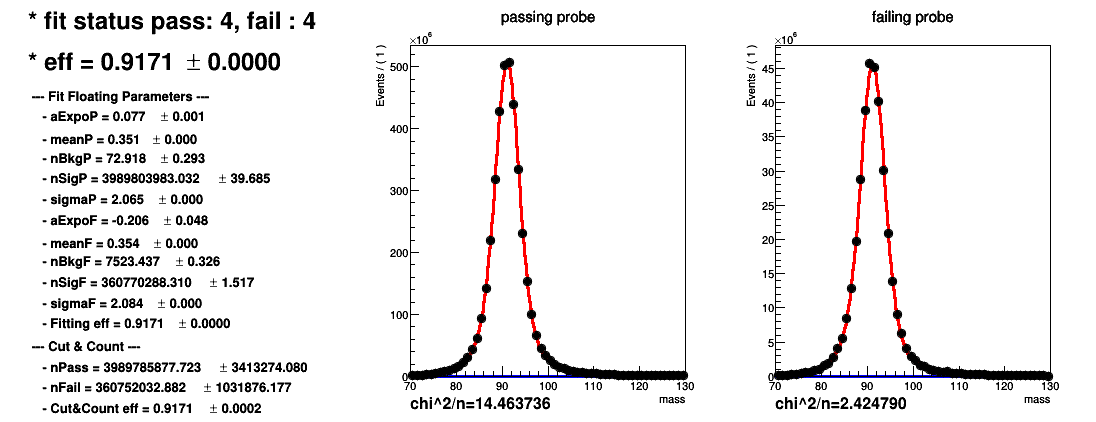 * fit status pass: 4, fail : 4
* eff = 0.9171 ± 0.0000
--- Fit Floating Parameters ---
- aExpoP = 0.077 ± 0.001
- meanP = 0.351 ± 0.000
- nBkgP = 72.918 ± 0.293
- nSigP = 3989803983.032 ± 39.685
- sigmaP = 2.065 ± 0.000
- aExpoF = -0.206 ± 0.048
- meanF = 0.354 ± 0.000
- nBkgF = 7523.437 ± 0.326
- nSigF = 360770288.310 ± 1.517
- sigmaF = 2.084 ± 0.000
- Fitting eff = 0.9171 ± 0.0000
--- Cut & Count ---
- nPass = 3989785877.723 ± 3413274.080
- nFail = 360752032.882 ± 1031876.177
- Cut&Count eff = 0.9171 ± 0.0002
passing probe
×10^6
Events / ( 1 )
500
400
300
200
100
0
70 80 90 100 110 120 130
mass
chi^2/n=14.463736
failing probe
×10^6
Events / ( 1 )
45
40
35
30
25
20
15
10
5
0
70 80 90 100 110 120 130
mass
chi^2/n=2.424790